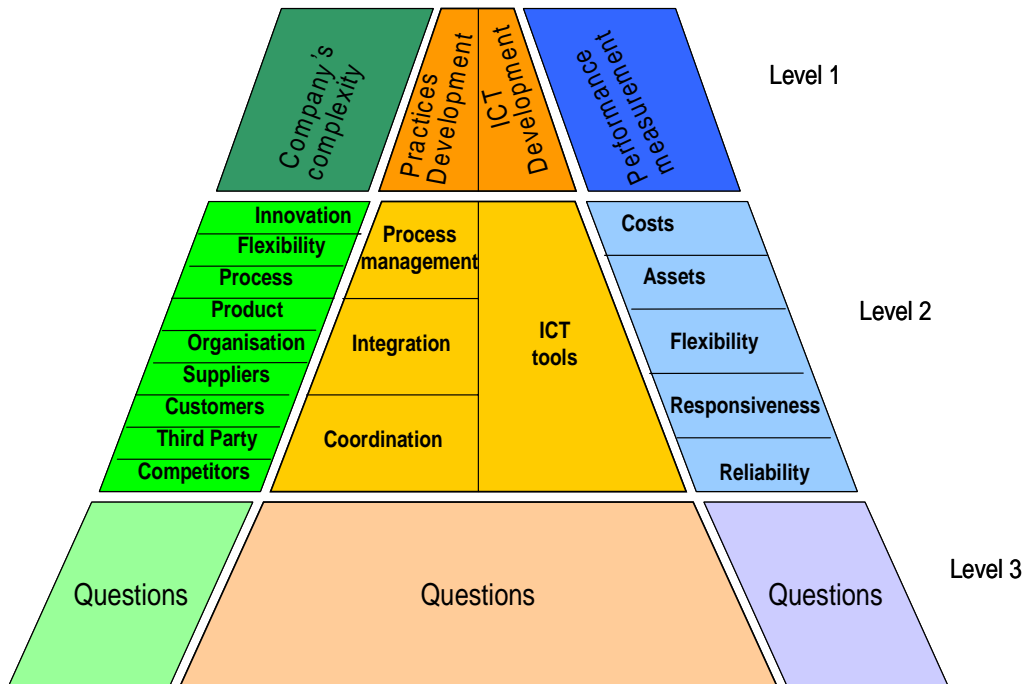 Company's
complexity
Practices
Development
ICT
Development
Performance
measurement
Level 1
Innovation
Flexibility
Process
Product
Organisation
Suppliers
Customers
Third Party
Competitors
Process
management
Integration
Coordination
ICT
tools
Costs
Assets
Flexibility
Responsiveness
Reliability
Level 2
Questions
Questions
Questions
Level 3